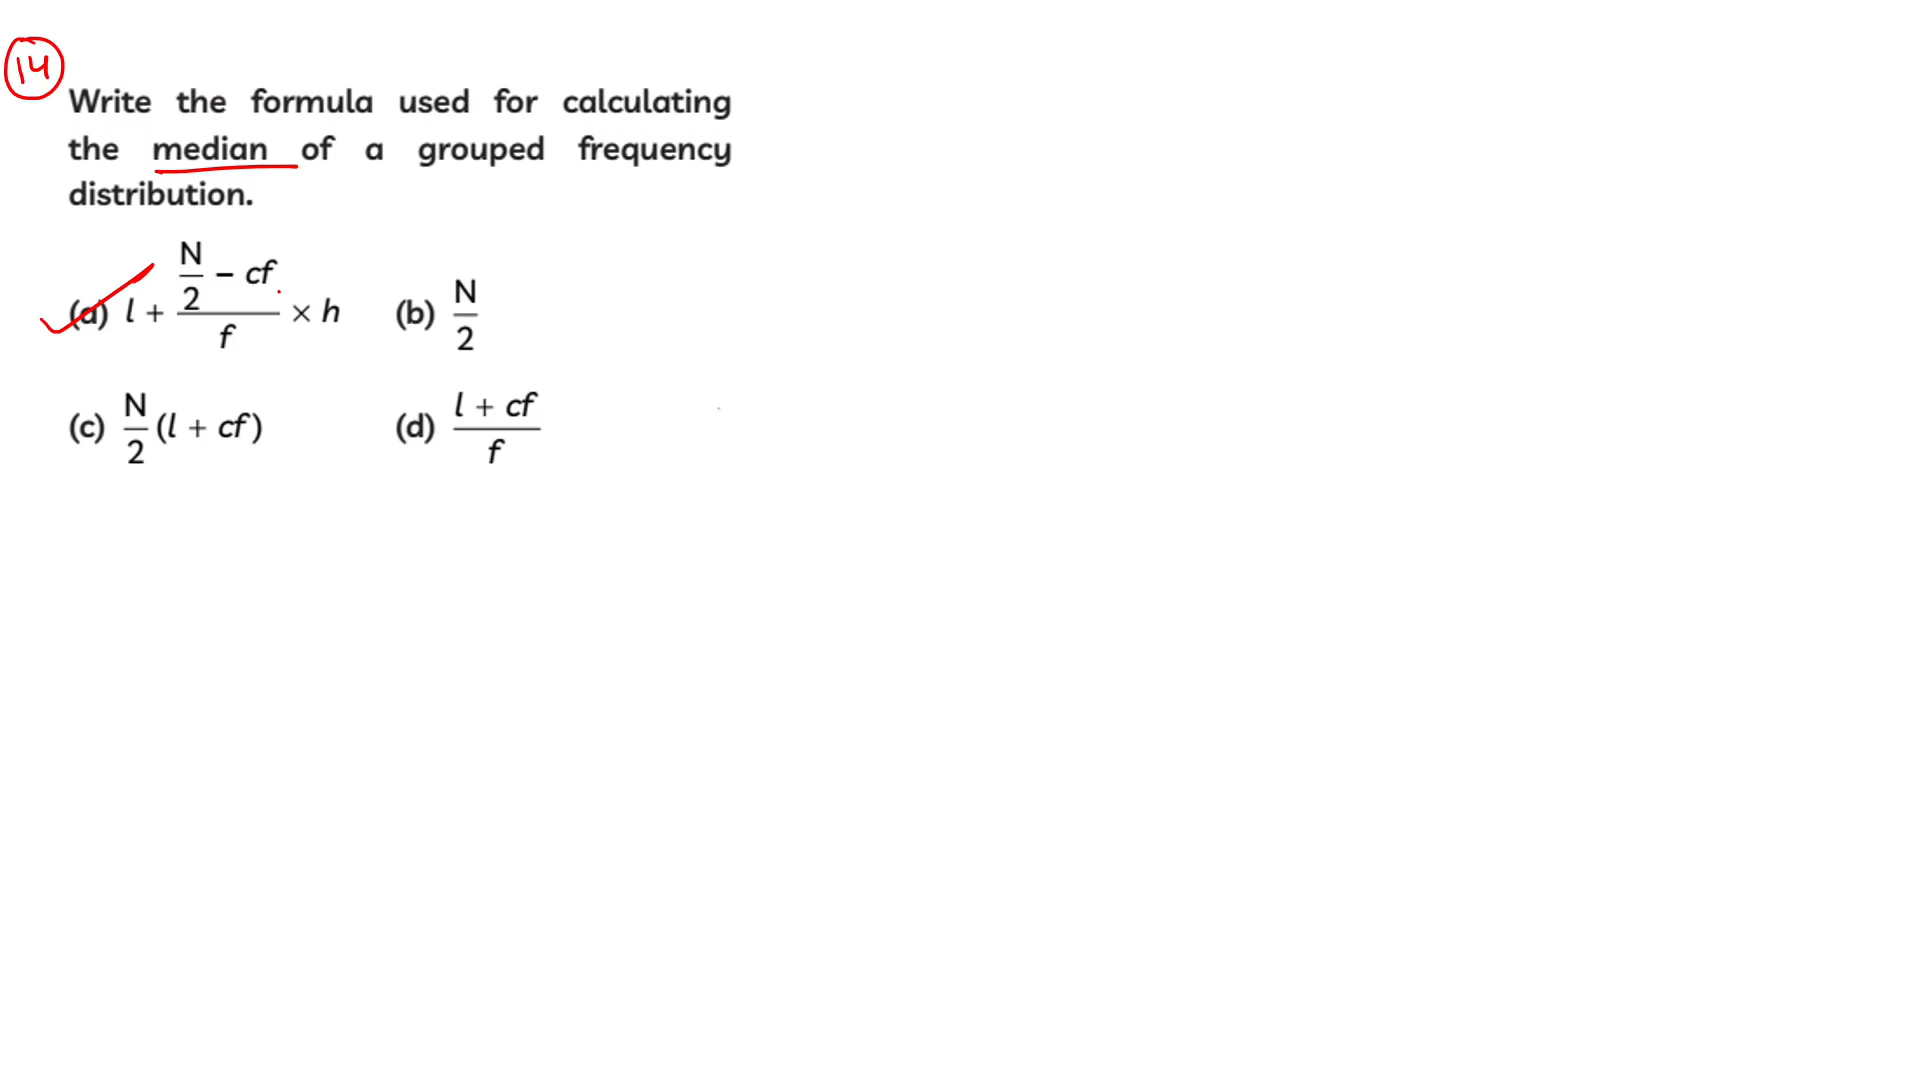 14
Write the formula used for calculating
the median of a grouped frequency
distribution.
(a) l + (N/2 − cf)/f × h (b) N/2
(c) N/2 (l + cf) (d) (l + cf)/f